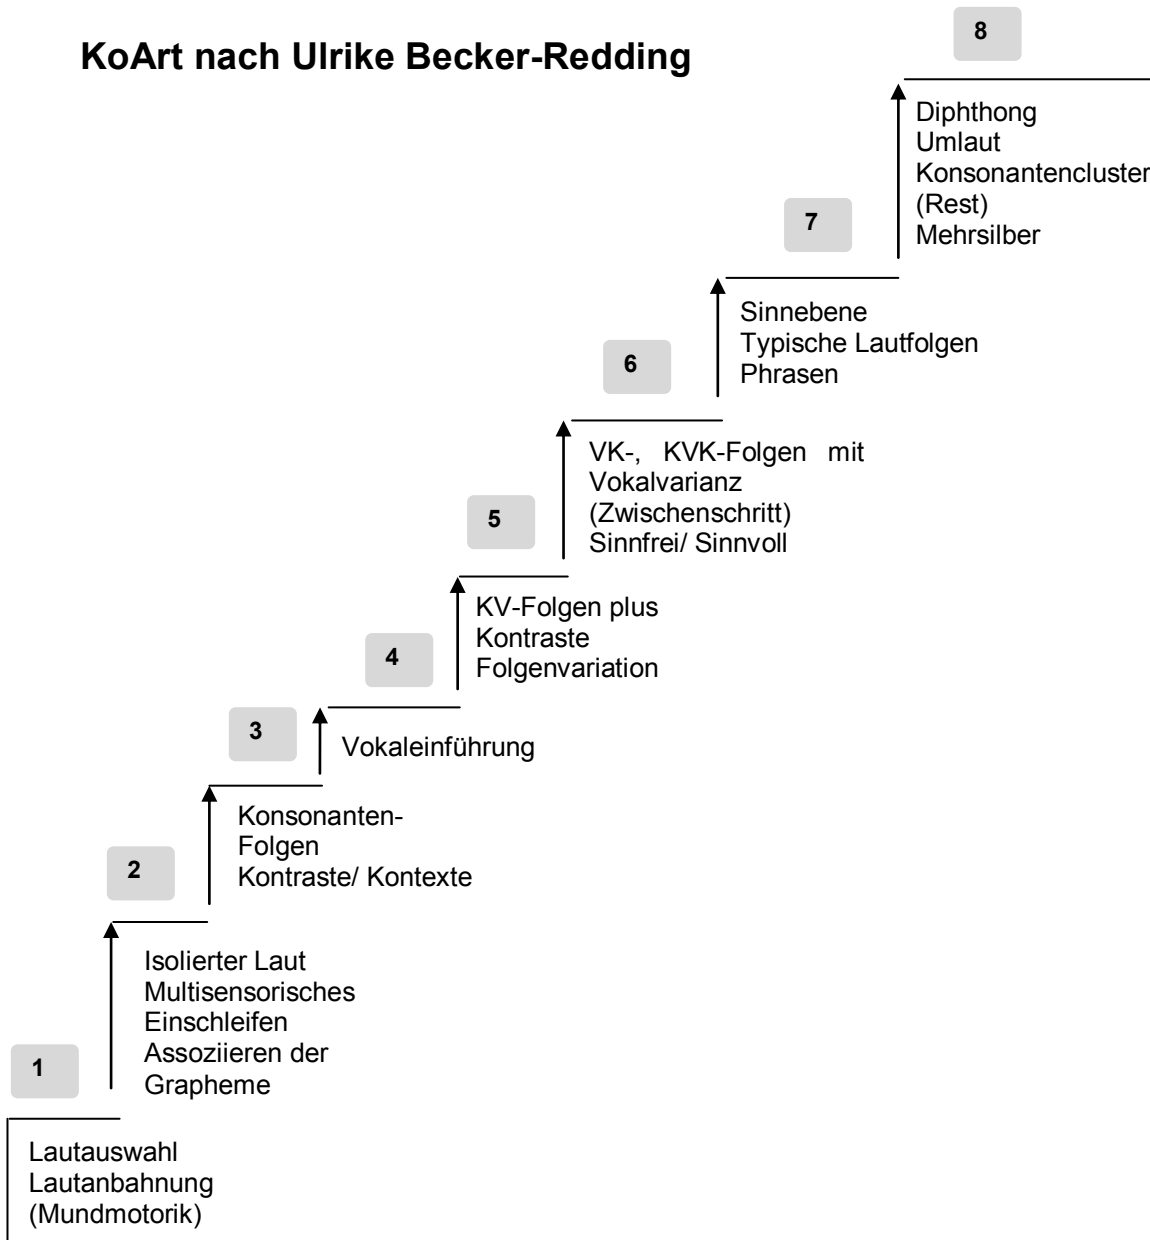 KoArt nach Ulrike Becker-Redding
8
Diphthong
Umlaut
Konsonantencluster
(Rest)
Mehrsilber
7
Sinnebene
Typische Lautfolgen
Phrasen
6
VK-, KVK-Folgen mit
Vokalvarianz
(Zwischenschritt)
Sinnfrei/ Sinnvoll
5
KV-Folgen plus
Kontraste
Folgenvariation
4
Vokaleinführung
3
Konsonanten-
Folgen
Kontraste/ Kontexte
2
Isolierter Laut
Multisensorisches
Einschleifen
Assoziieren der
Grapheme
1
Lautauswahl
Lautanbahnung
(Mundmotorik)